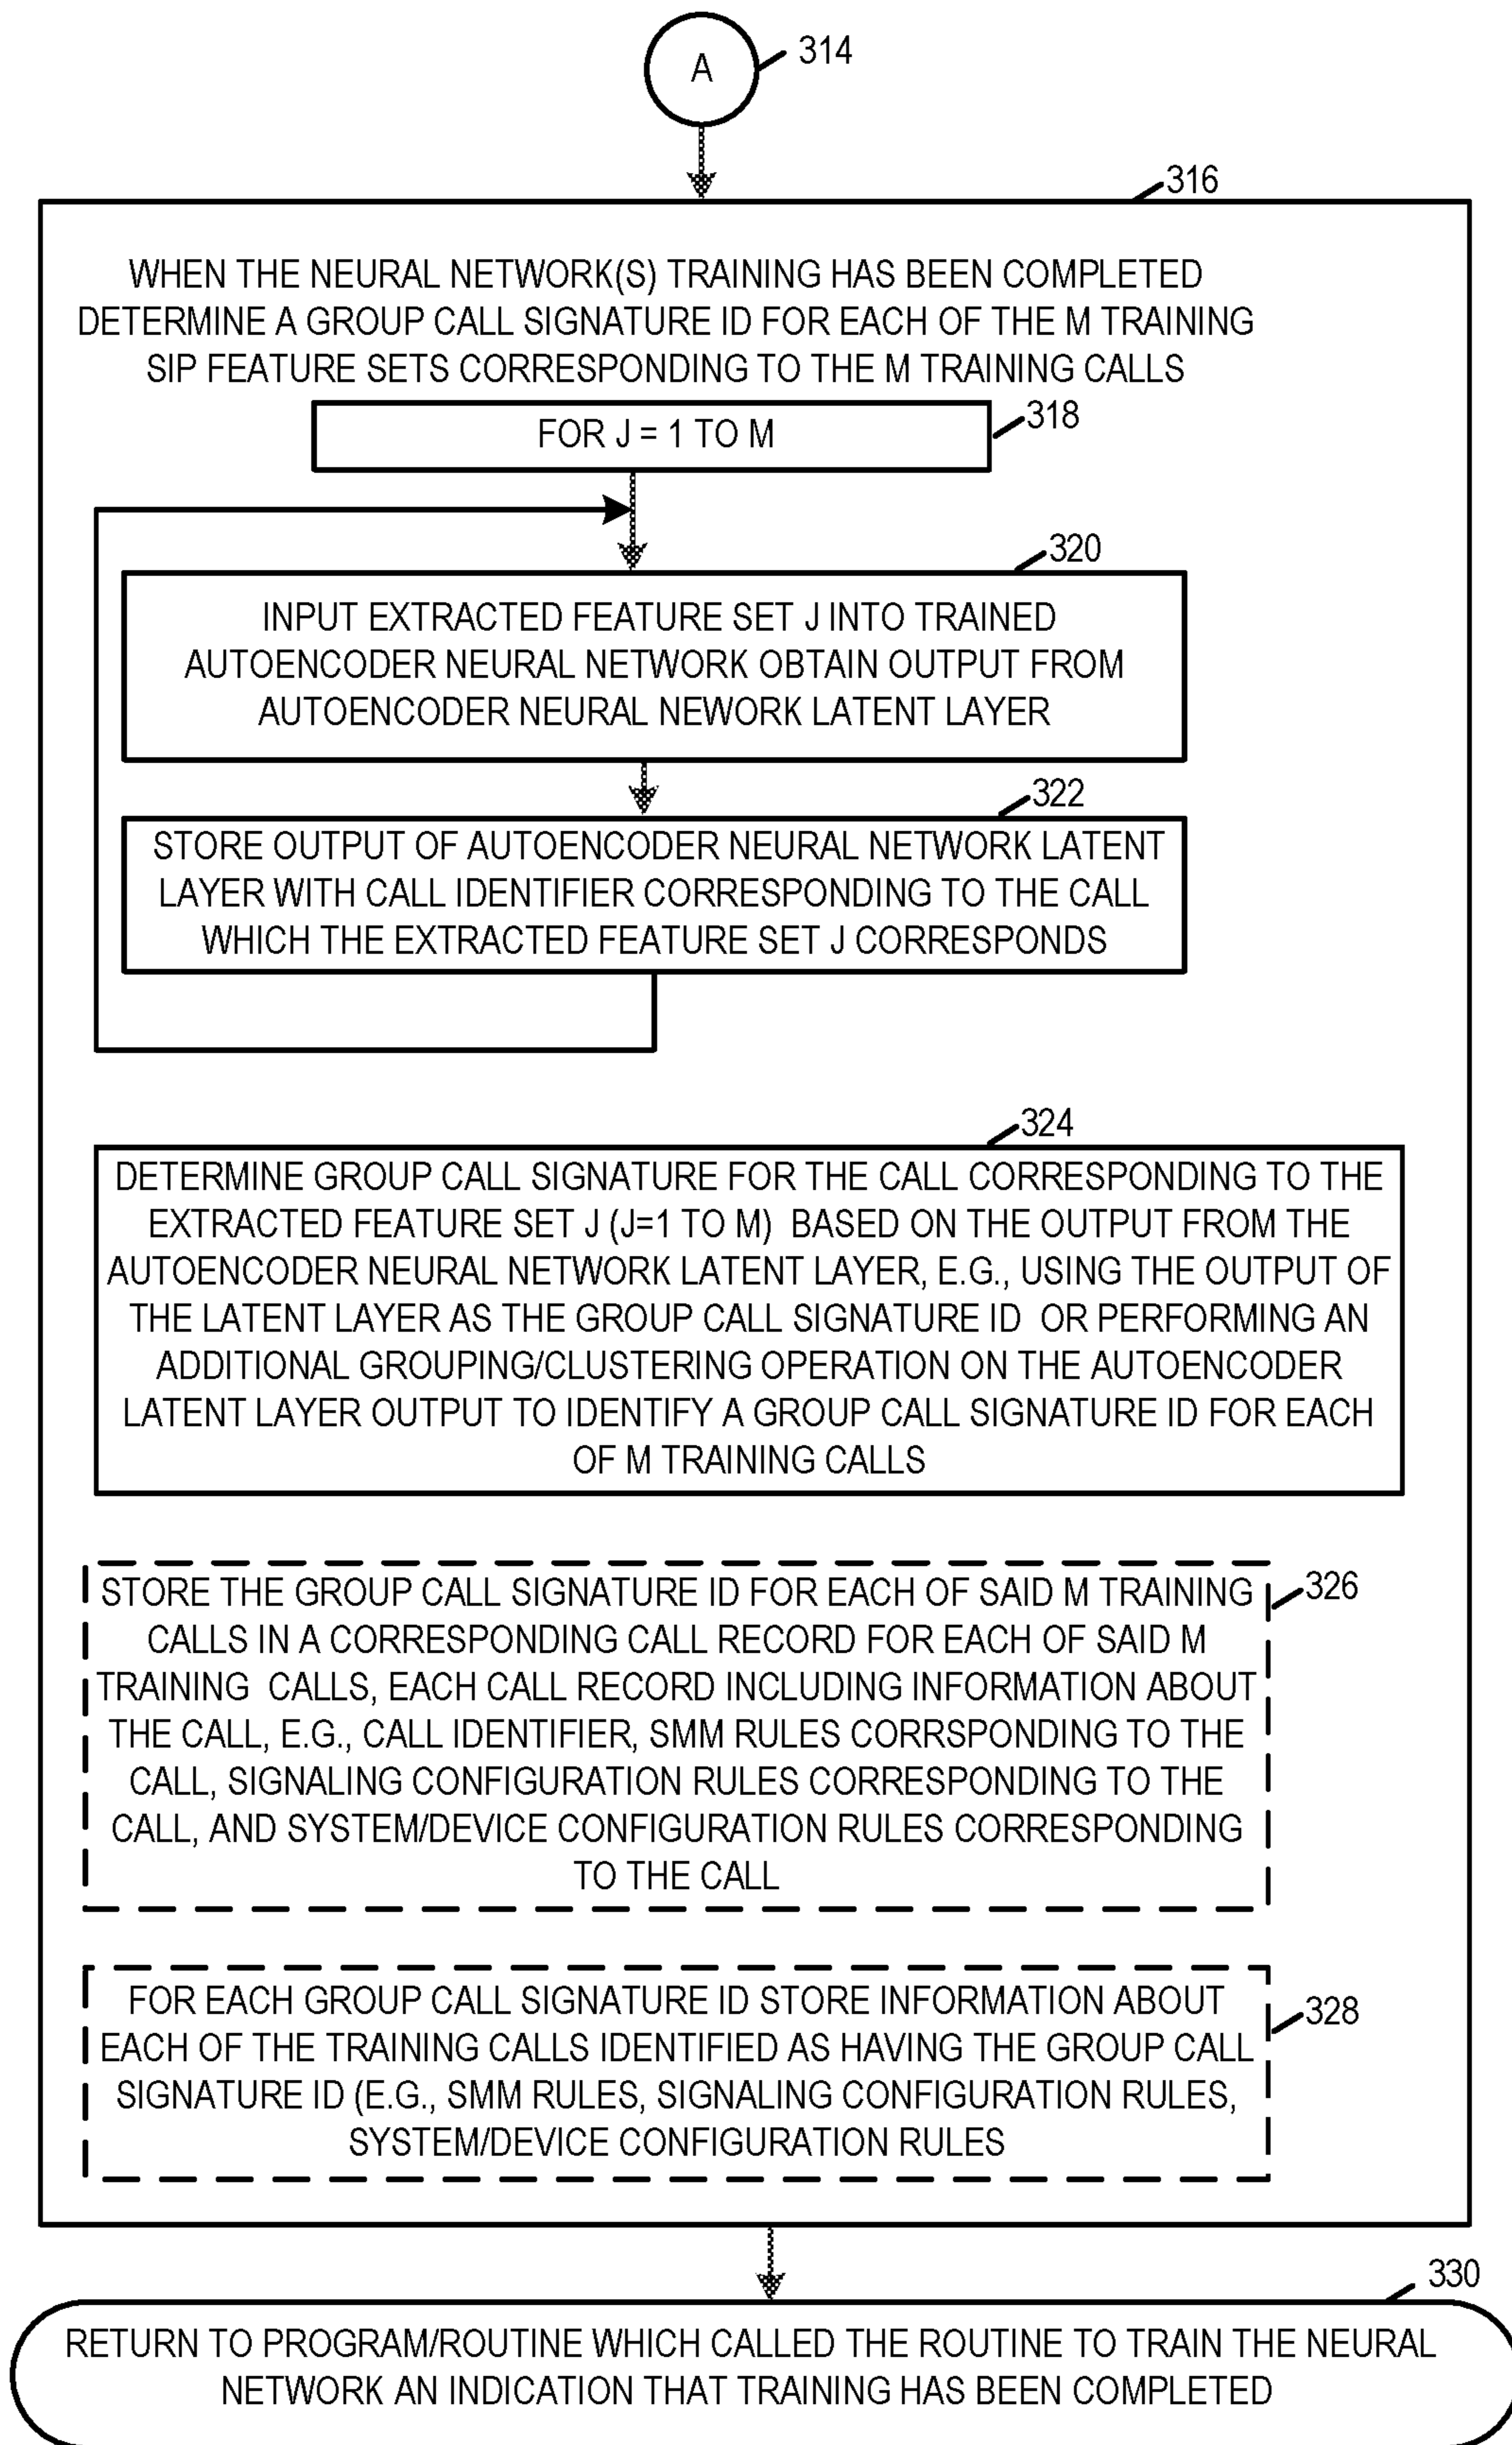 A
314
316
WHEN THE NEURAL NETWORK(S) TRAINING HAS BEEN COMPLETED
DETERMINE A GROUP CALL SIGNATURE ID FOR EACH OF THE M TRAINING
SIP FEATURE SETS CORRESPONDING TO THE M TRAINING CALLS
FOR J = 1 TO M
318
320
INPUT EXTRACTED FEATURE SET J INTO TRAINED
AUTOENCODER NEURAL NETWORK OBTAIN OUTPUT FROM
AUTOENCODER NEURAL NEWORK LATENT LAYER
322
STORE OUTPUT OF AUTOENCODER NEURAL NETWORK LATENT
LAYER WITH CALL IDENTIFIER CORRESPONDING TO THE CALL
WHICH THE EXTRACTED FEATURE SET J CORRESPONDS
324
DETERMINE GROUP CALL SIGNATURE FOR THE CALL CORRESPONDING TO THE
EXTRACTED FEATURE SET J (J=1 TO M) BASED ON THE OUTPUT FROM THE
AUTOENCODER NEURAL NETWORK LATENT LAYER, E.G., USING THE OUTPUT OF
THE LATENT LAYER AS THE GROUP CALL SIGNATURE ID OR PERFORMING AN
ADDITIONAL GROUPING/CLUSTERING OPERATION ON THE AUTOENCODER
LATENT LAYER OUTPUT TO IDENTIFY A GROUP CALL SIGNATURE ID FOR EACH
OF M TRAINING CALLS
326
STORE THE GROUP CALL SIGNATURE ID FOR EACH OF SAID M TRAINING
CALLS IN A CORRESPONDING CALL RECORD FOR EACH OF SAID M
TRAINING CALLS, EACH CALL RECORD INCLUDING INFORMATION ABOUT
THE CALL, E.G., CALL IDENTIFIER, SMM RULES CORRSPONDING TO THE
CALL, SIGNALING CONFIGURATION RULES CORRESPONDING TO THE
CALL, AND SYSTEM/DEVICE CONFIGURATION RULES CORRESPONDING
TO THE CALL
328
FOR EACH GROUP CALL SIGNATURE ID STORE INFORMATION ABOUT
EACH OF THE TRAINING CALLS IDENTIFIED AS HAVING THE GROUP CALL
SIGNATURE ID (E.G., SMM RULES, SIGNALING CONFIGURATION RULES,
SYSTEM/DEVICE CONFIGURATION RULES
330
RETURN TO PROGRAM/ROUTINE WHICH CALLED THE ROUTINE TO TRAIN THE NEURAL
NETWORK AN INDICATION THAT TRAINING HAS BEEN COMPLETED